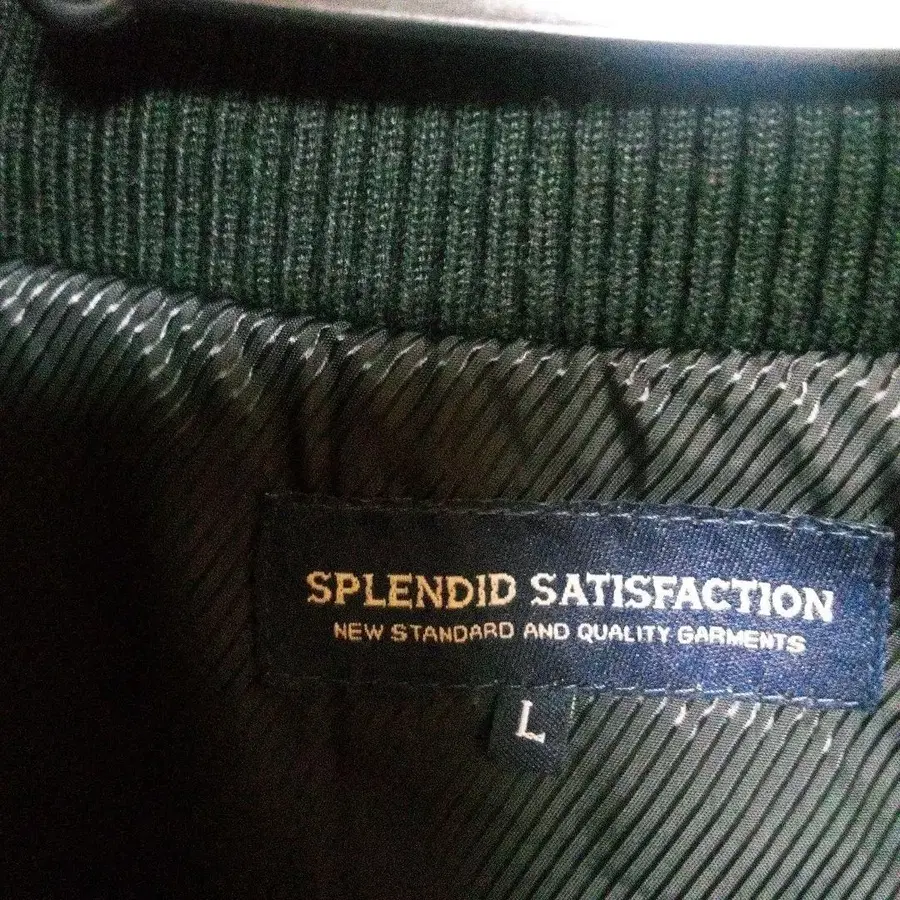 SPLENDID SATISFACTION
NEW STANDARD AND QUALITY GARMENTS
L